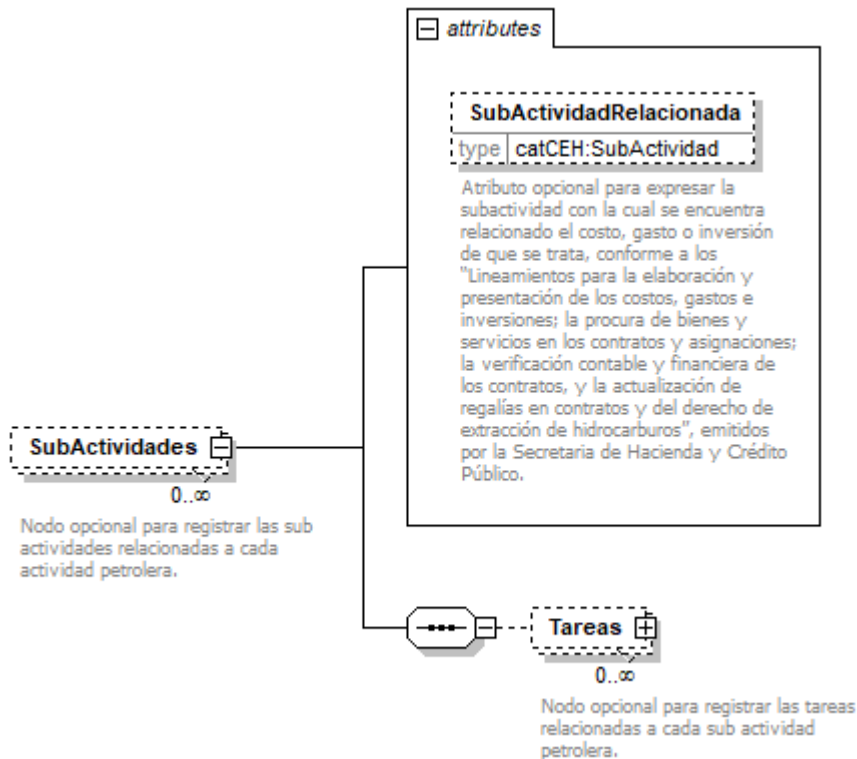 attributes
SubActividadRelacionada
type catCEH:SubActividad
Atributo opcional para expresar la
subactividad con la cual se encuentra
relacionado el costo, gasto o inversión
de que se trata, conforme a los
"Lineamientos para la elaboración y
presentación de los costos, gastos e
inversiones; la procura de bienes y
servicios en los contratos y asignaciones;
la verificación contable y financiera de
los contratos, y la actualización de
regalías en contratos y del derecho de
extracción de hidrocarburos", emitidos
por la Secretaria de Hacienda y Crédito
Público.
SubActividades
0..∞
Nodo opcional para registrar las sub
actividades relacionadas a cada
actividad petrolera.
Tareas
0..∞
Nodo opcional para registrar las tareas
relacionadas a cada sub actividad
petrolera.